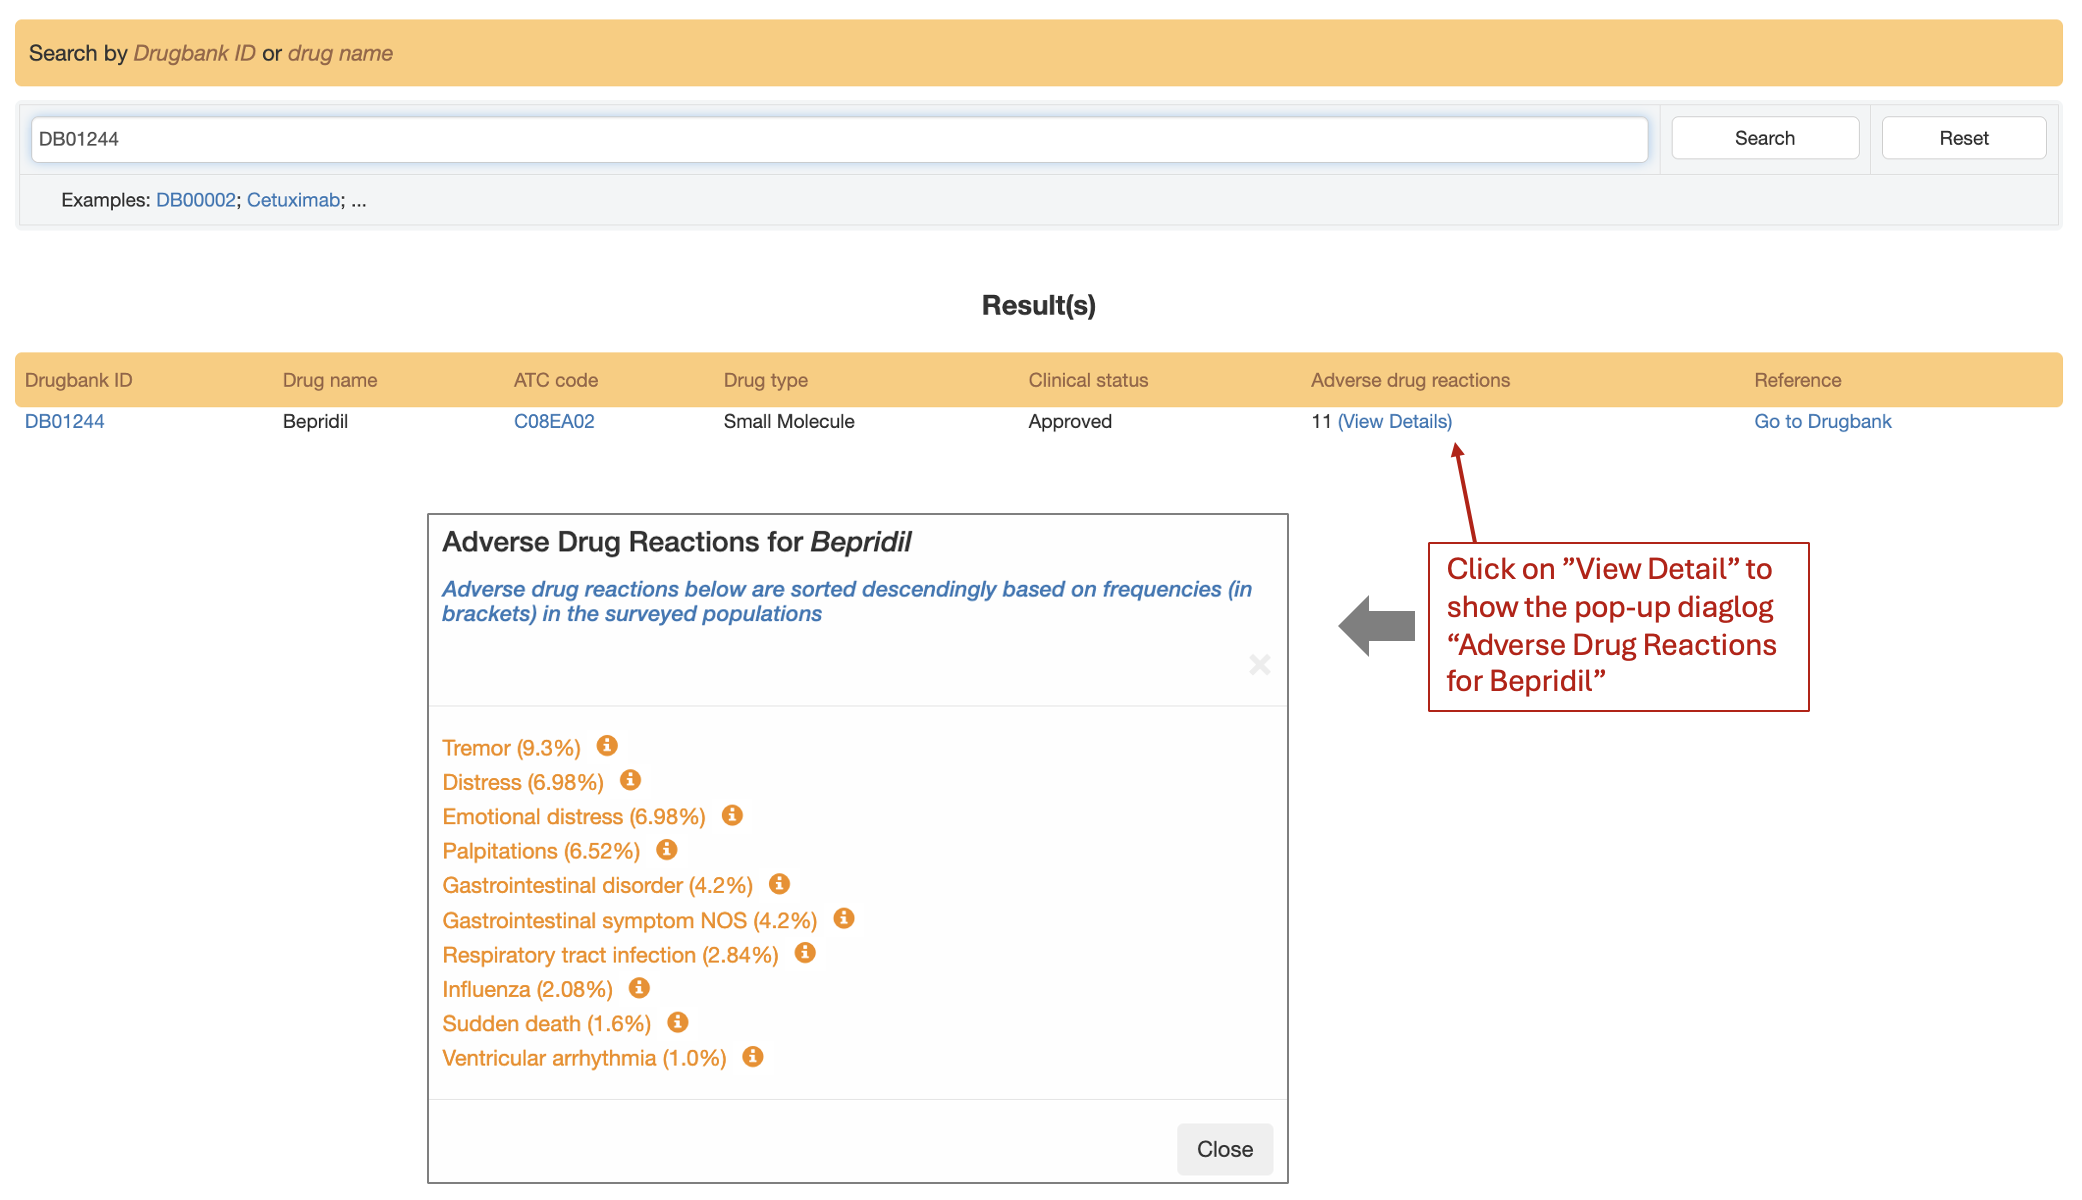 Search by Drugbank ID or drug name
DB01244
Search
Reset
Examples: DB00002; Cetuximab; ...
Result(s)
Drugbank ID Drug name ATC code Drug type Clinical status Adverse drug reactions Reference
DB01244 Bepridil C08EA02 Small Molecule Approved 11 (View Details) Go to Drugbank
Adverse Drug Reactions for Bepridil
Adverse drug reactions below are sorted descendingly based on frequencies (in
brackets) in the surveyed populations
Click on ”View Detail” to
show the pop-up diaglog
“Adverse Drug Reactions
for Bepridil”
Tremor (9.3%)
Distress (6.98%)
Emotional distress (6.98%)
Palpitations (6.52%)
Gastrointestinal disorder (4.2%)
Gastrointestinal symptom NOS (4.2%)
Respiratory tract infection (2.84%)
Influenza (2.08%)
Sudden death (1.6%)
Ventricular arrhythmia (1.0%)
Close